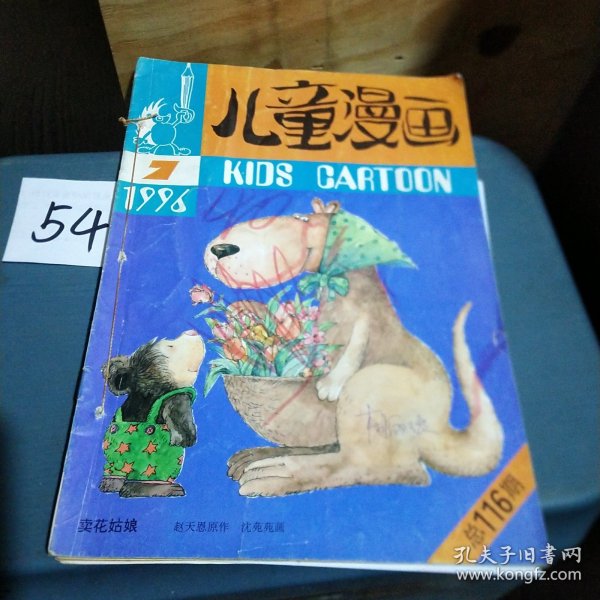 儿童漫画
7
KIDS CARTOON
1996
54
卖花姑娘
赵天恩原作 沈苑苑画
总116期
孔夫子旧书网
www.kongfz.com